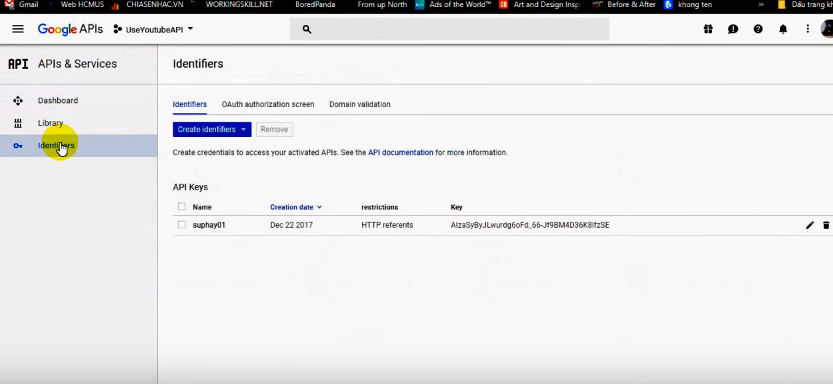 Gmail Web HCMUS CHIASENHAC.VN WORKINGSKILL.NET BoredPanda From up North Ads of the World™ Art and Design Insp Before & After khong ten » Dấu trang kh
Google APIs UseYoutubeAPI
API APIs & Services Identifiers
Dashboard
Library
Identifiers
Identifiers OAuth authorization screen Domain validation
Create identifiers Remove
Create credentials to access your activated APIs. See the API documentation for more information.
API Keys
Name Creation date restrictions Key
suphay01 Dec 22 2017 HTTP referents